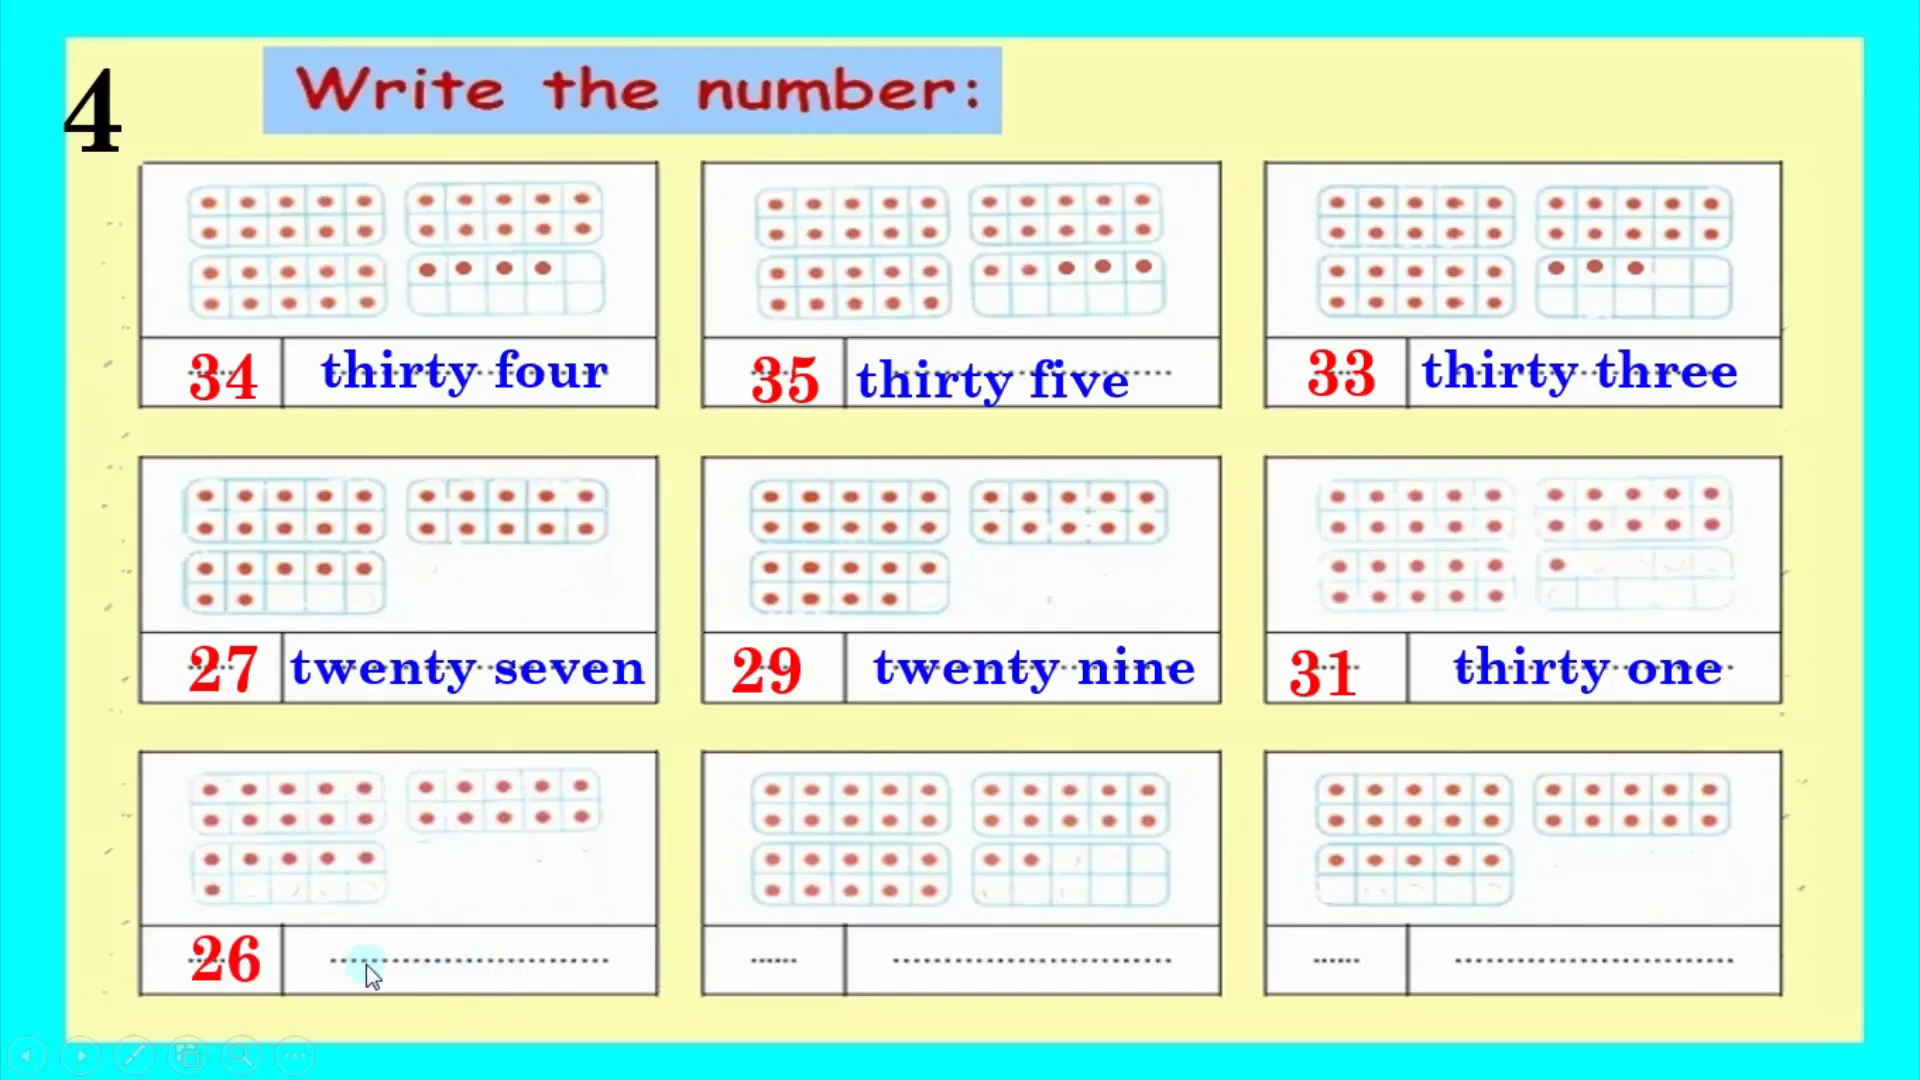 4
Write the number:
34 thirty four
35 thirty five
33 thirty three
27 twenty seven
29 twenty nine
31 thirty one
26